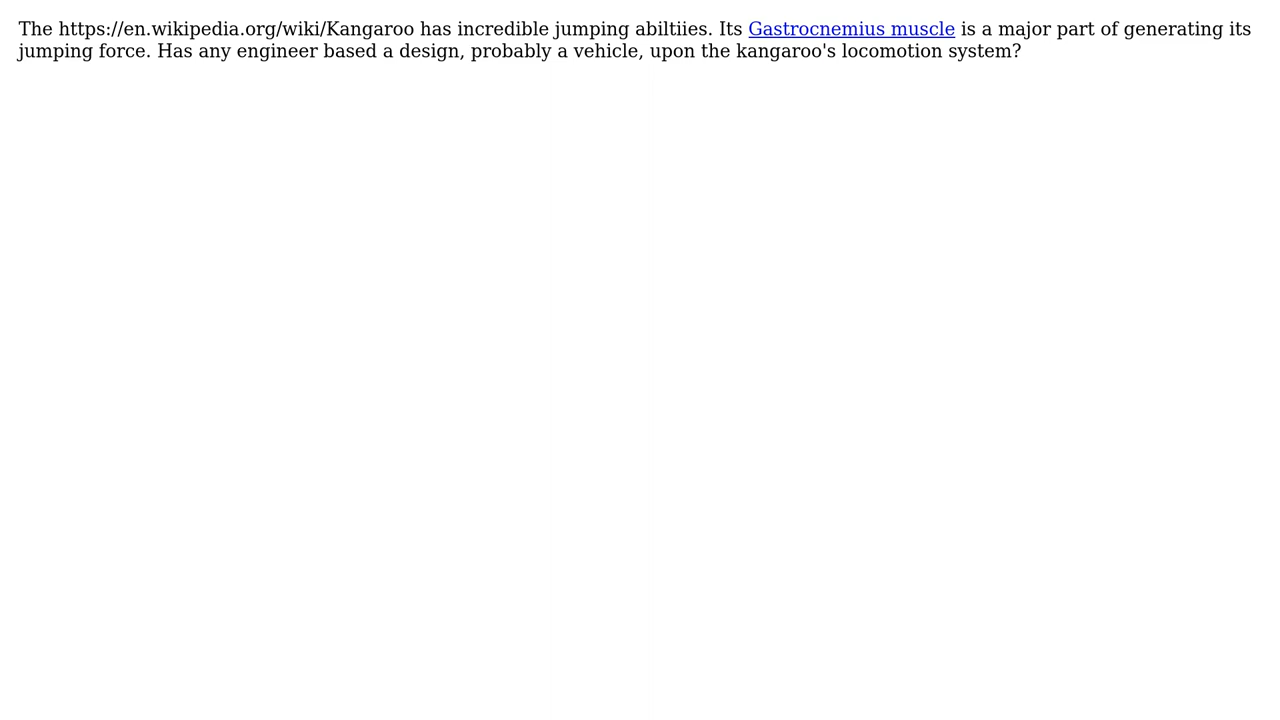 The https://en.wikipedia.org/wiki/Kangaroo has incredible jumping abiltiies. Its Gastrocnemius muscle is a major part of generating its
jumping force. Has any engineer based a design, probably a vehicle, upon the kangaroo's locomotion system?